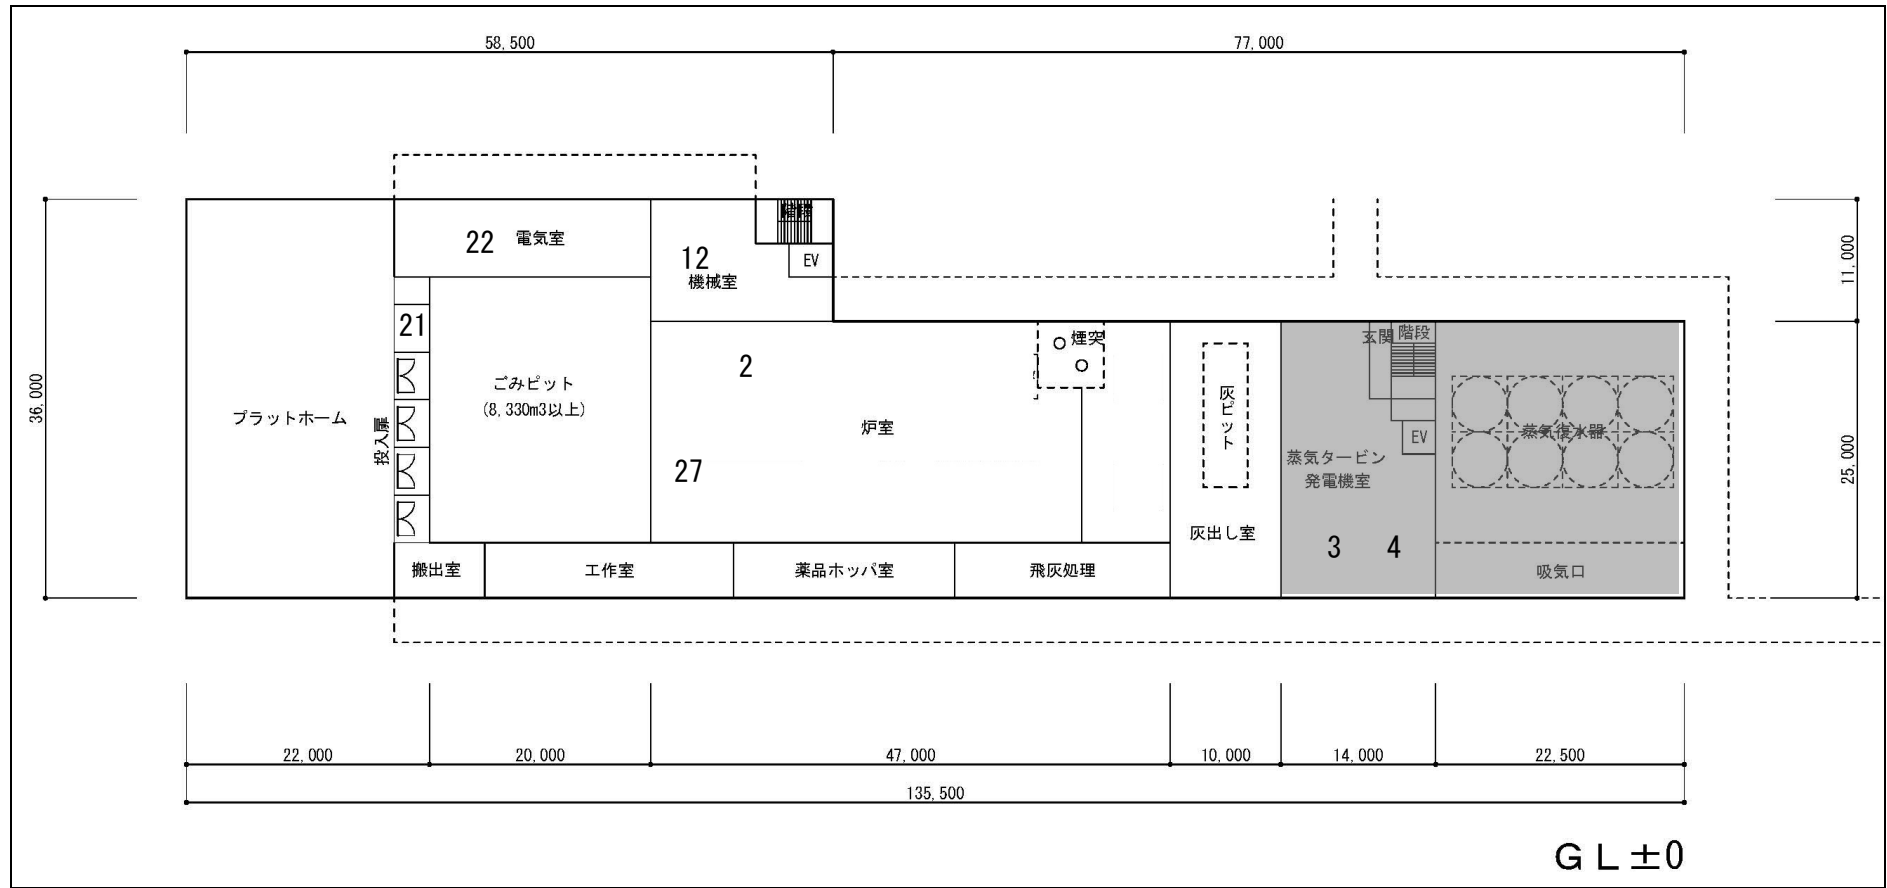 58,500
77,000
階段
22 電気室
12
機械室
EV
11,000
21
2
煙突
玄関
階段
ごみピット
(8,330m3以上)
灰ピット
36,000
プラットホーム
投入扉
炉室
EV
蒸気復水器
25,000
27
蒸気タービン
発電機室
灰出し室
3 4
搬出室
工作室
薬品ホッパ室
飛灰処理
吸気口
22,000
20,000
47,000
10,000
14,000
22,500
135,500
GL±0